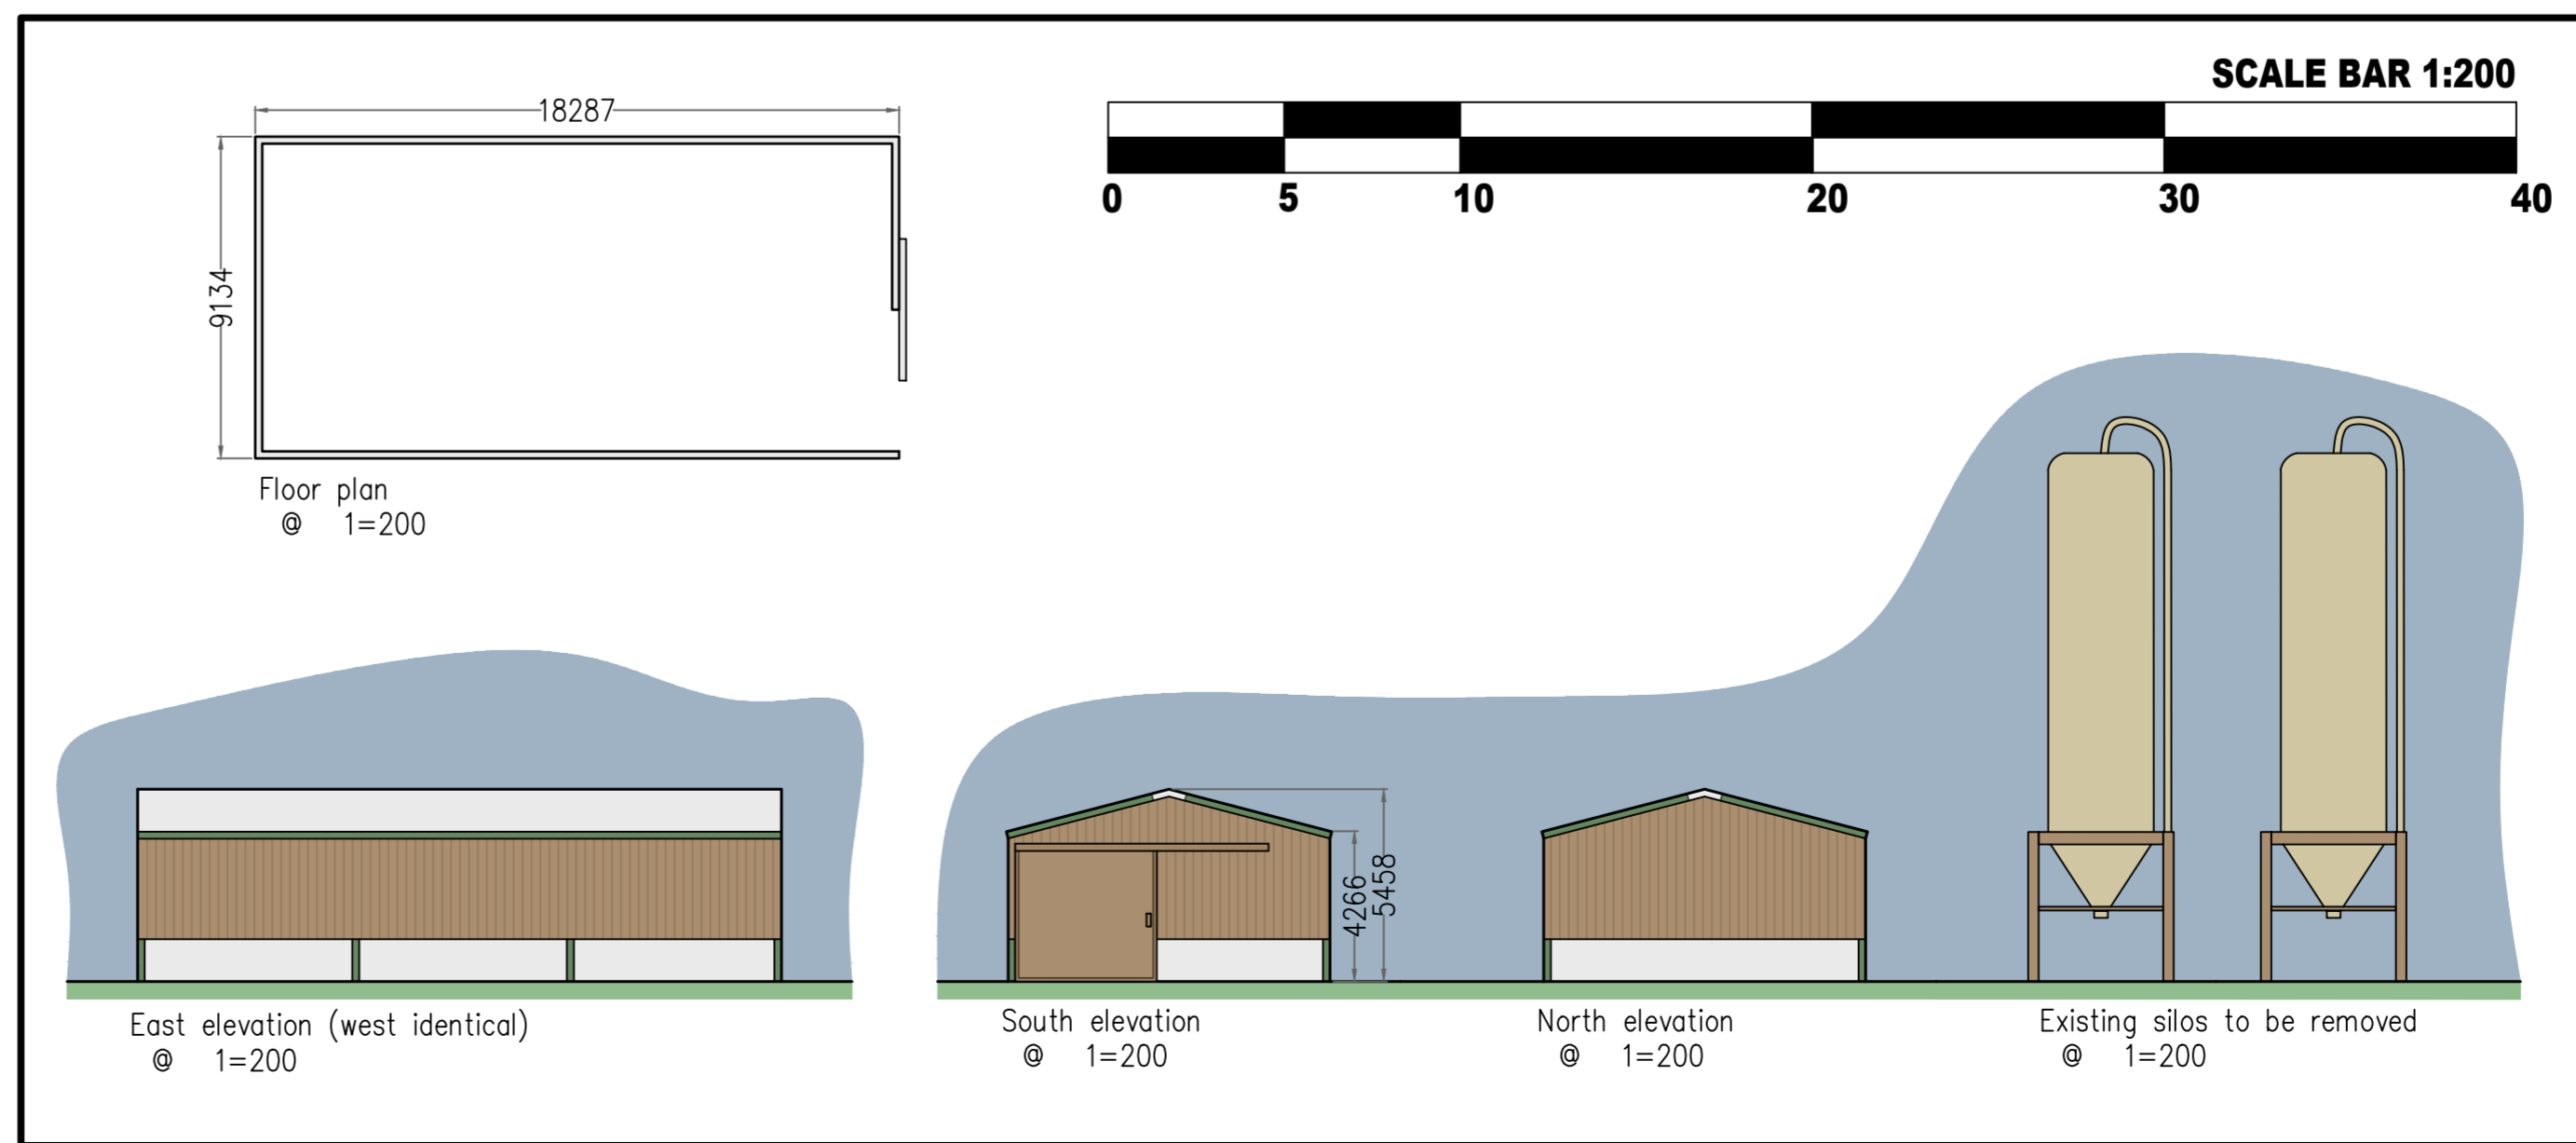 SCALE BAR 1:200
0 5 10 20 30 40
18287
9134
Floor plan
@ 1=200
4266
5458
East elevation (west identical)
@ 1=200
South elevation
@ 1=200
North elevation
@ 1=200
Existing silos to be removed
@ 1=200